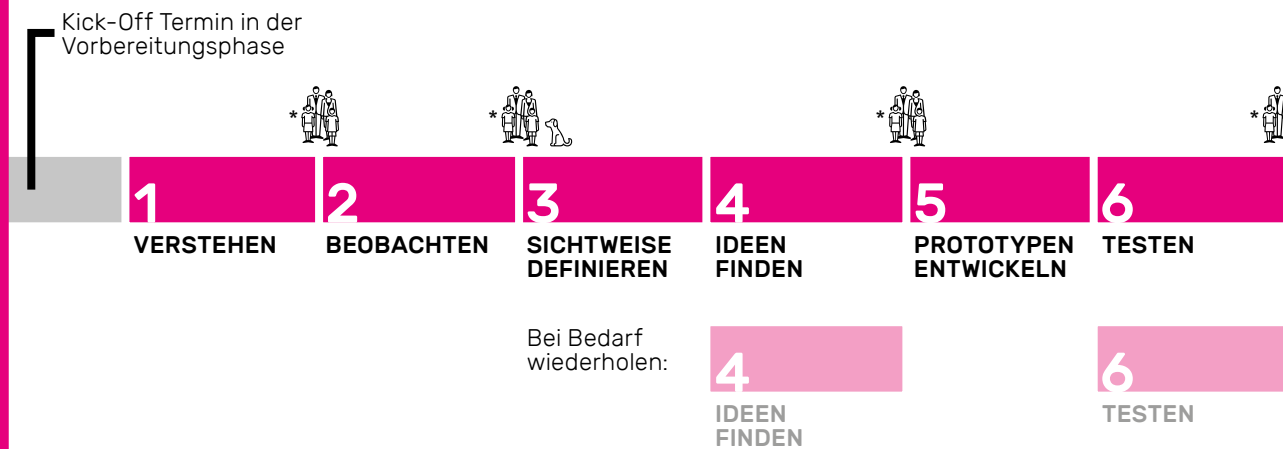 Kick-Off Termin in der
Vorbereitungsphase
* * * *
1 2 3 4 5 6
VERSTEHEN BEOBACHTEN SICHTWEISE IDEEN PROTOTYPEN TESTEN
DEFINIEREN FINDEN ENTWICKELN
Bei Bedarf
wiederholen:
4 6
IDEEN TESTEN
FINDEN